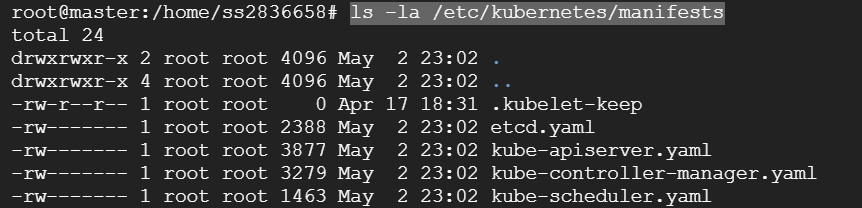 root@master:/home/ss2836658# ls -la /etc/kubernetes/manifests
total 24
drwxrwxr-x 2 root root 4096 May  2 23:02 .
drwxrwxr-x 4 root root 4096 May  2 23:02 ..
-rw-r--r-- 1 root root    0 Apr 17 18:31 .kubelet-keep
-rw------- 1 root root 2388 May  2 23:02 etcd.yaml
-rw------- 1 root root 3877 May  2 23:02 kube-apiserver.yaml
-rw------- 1 root root 3279 May  2 23:02 kube-controller-manager.yaml
-rw------- 1 root root 1463 May  2 23:02 kube-scheduler.yaml